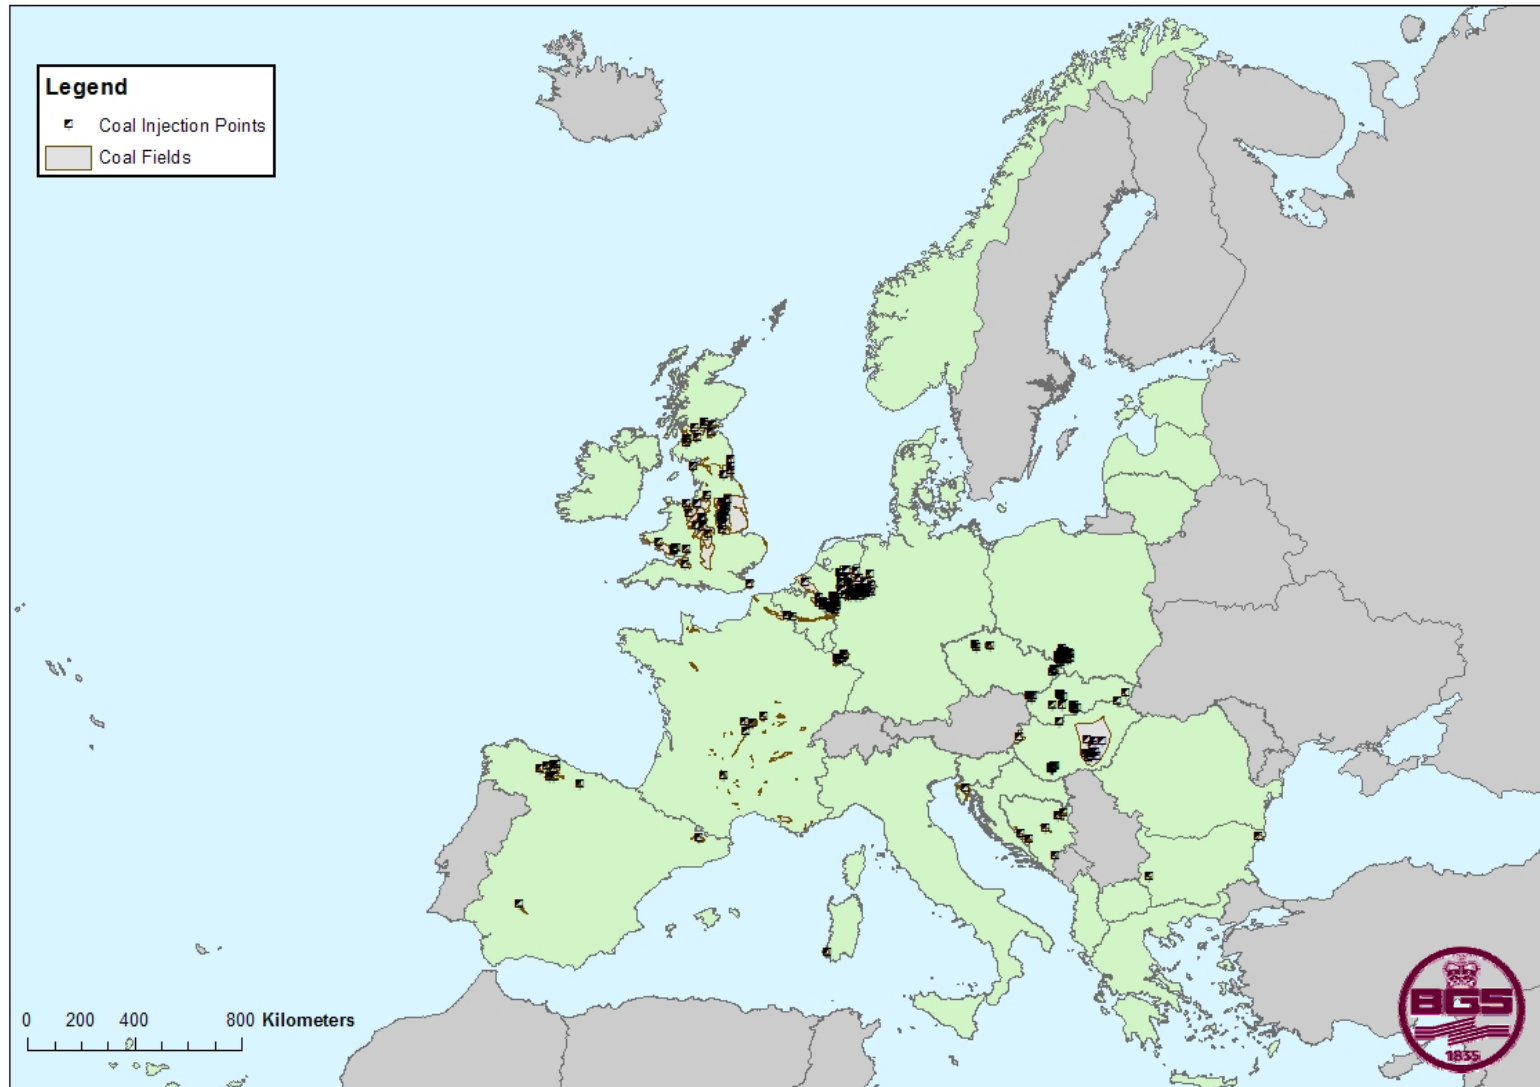 Legend
Coal Injection Points
Coal Fields
0 200 400 800 Kilometers
BGS
1835